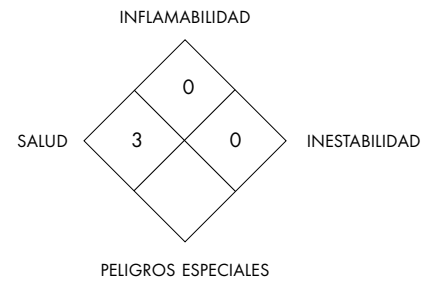 INFLAMABILIDAD
0
SALUD 3 0 INESTABILIDAD
PELIGROS ESPECIALES